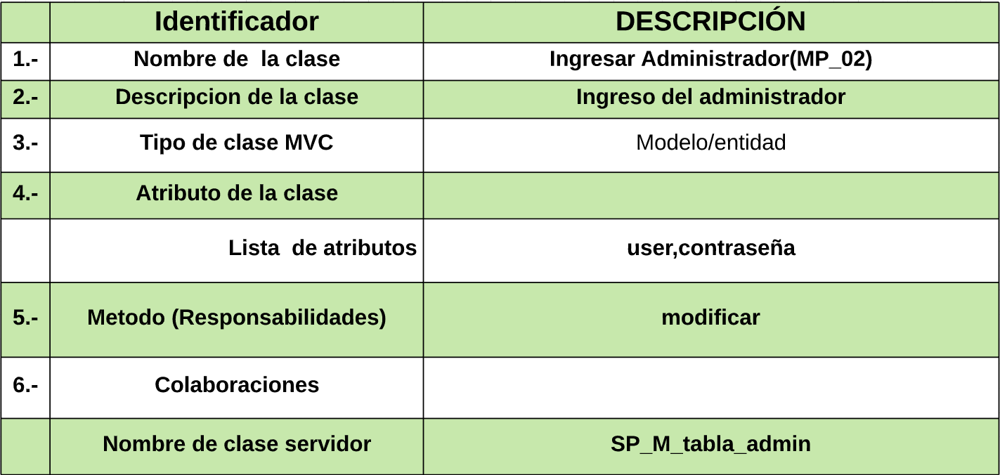 Identificador DESCRIPCIÓN
1.- Nombre de  la clase Ingresar Administrador(MP_02)
2.- Descripcion de la clase Ingreso del administrador
3.- Tipo de clase MVC Modelo/entidad
4.- Atributo de la clase
Lista  de atributos user,contraseña
5.- Metodo (Responsabilidades) modificar
6.- Colaboraciones
Nombre de clase servidor SP_M_tabla_admin